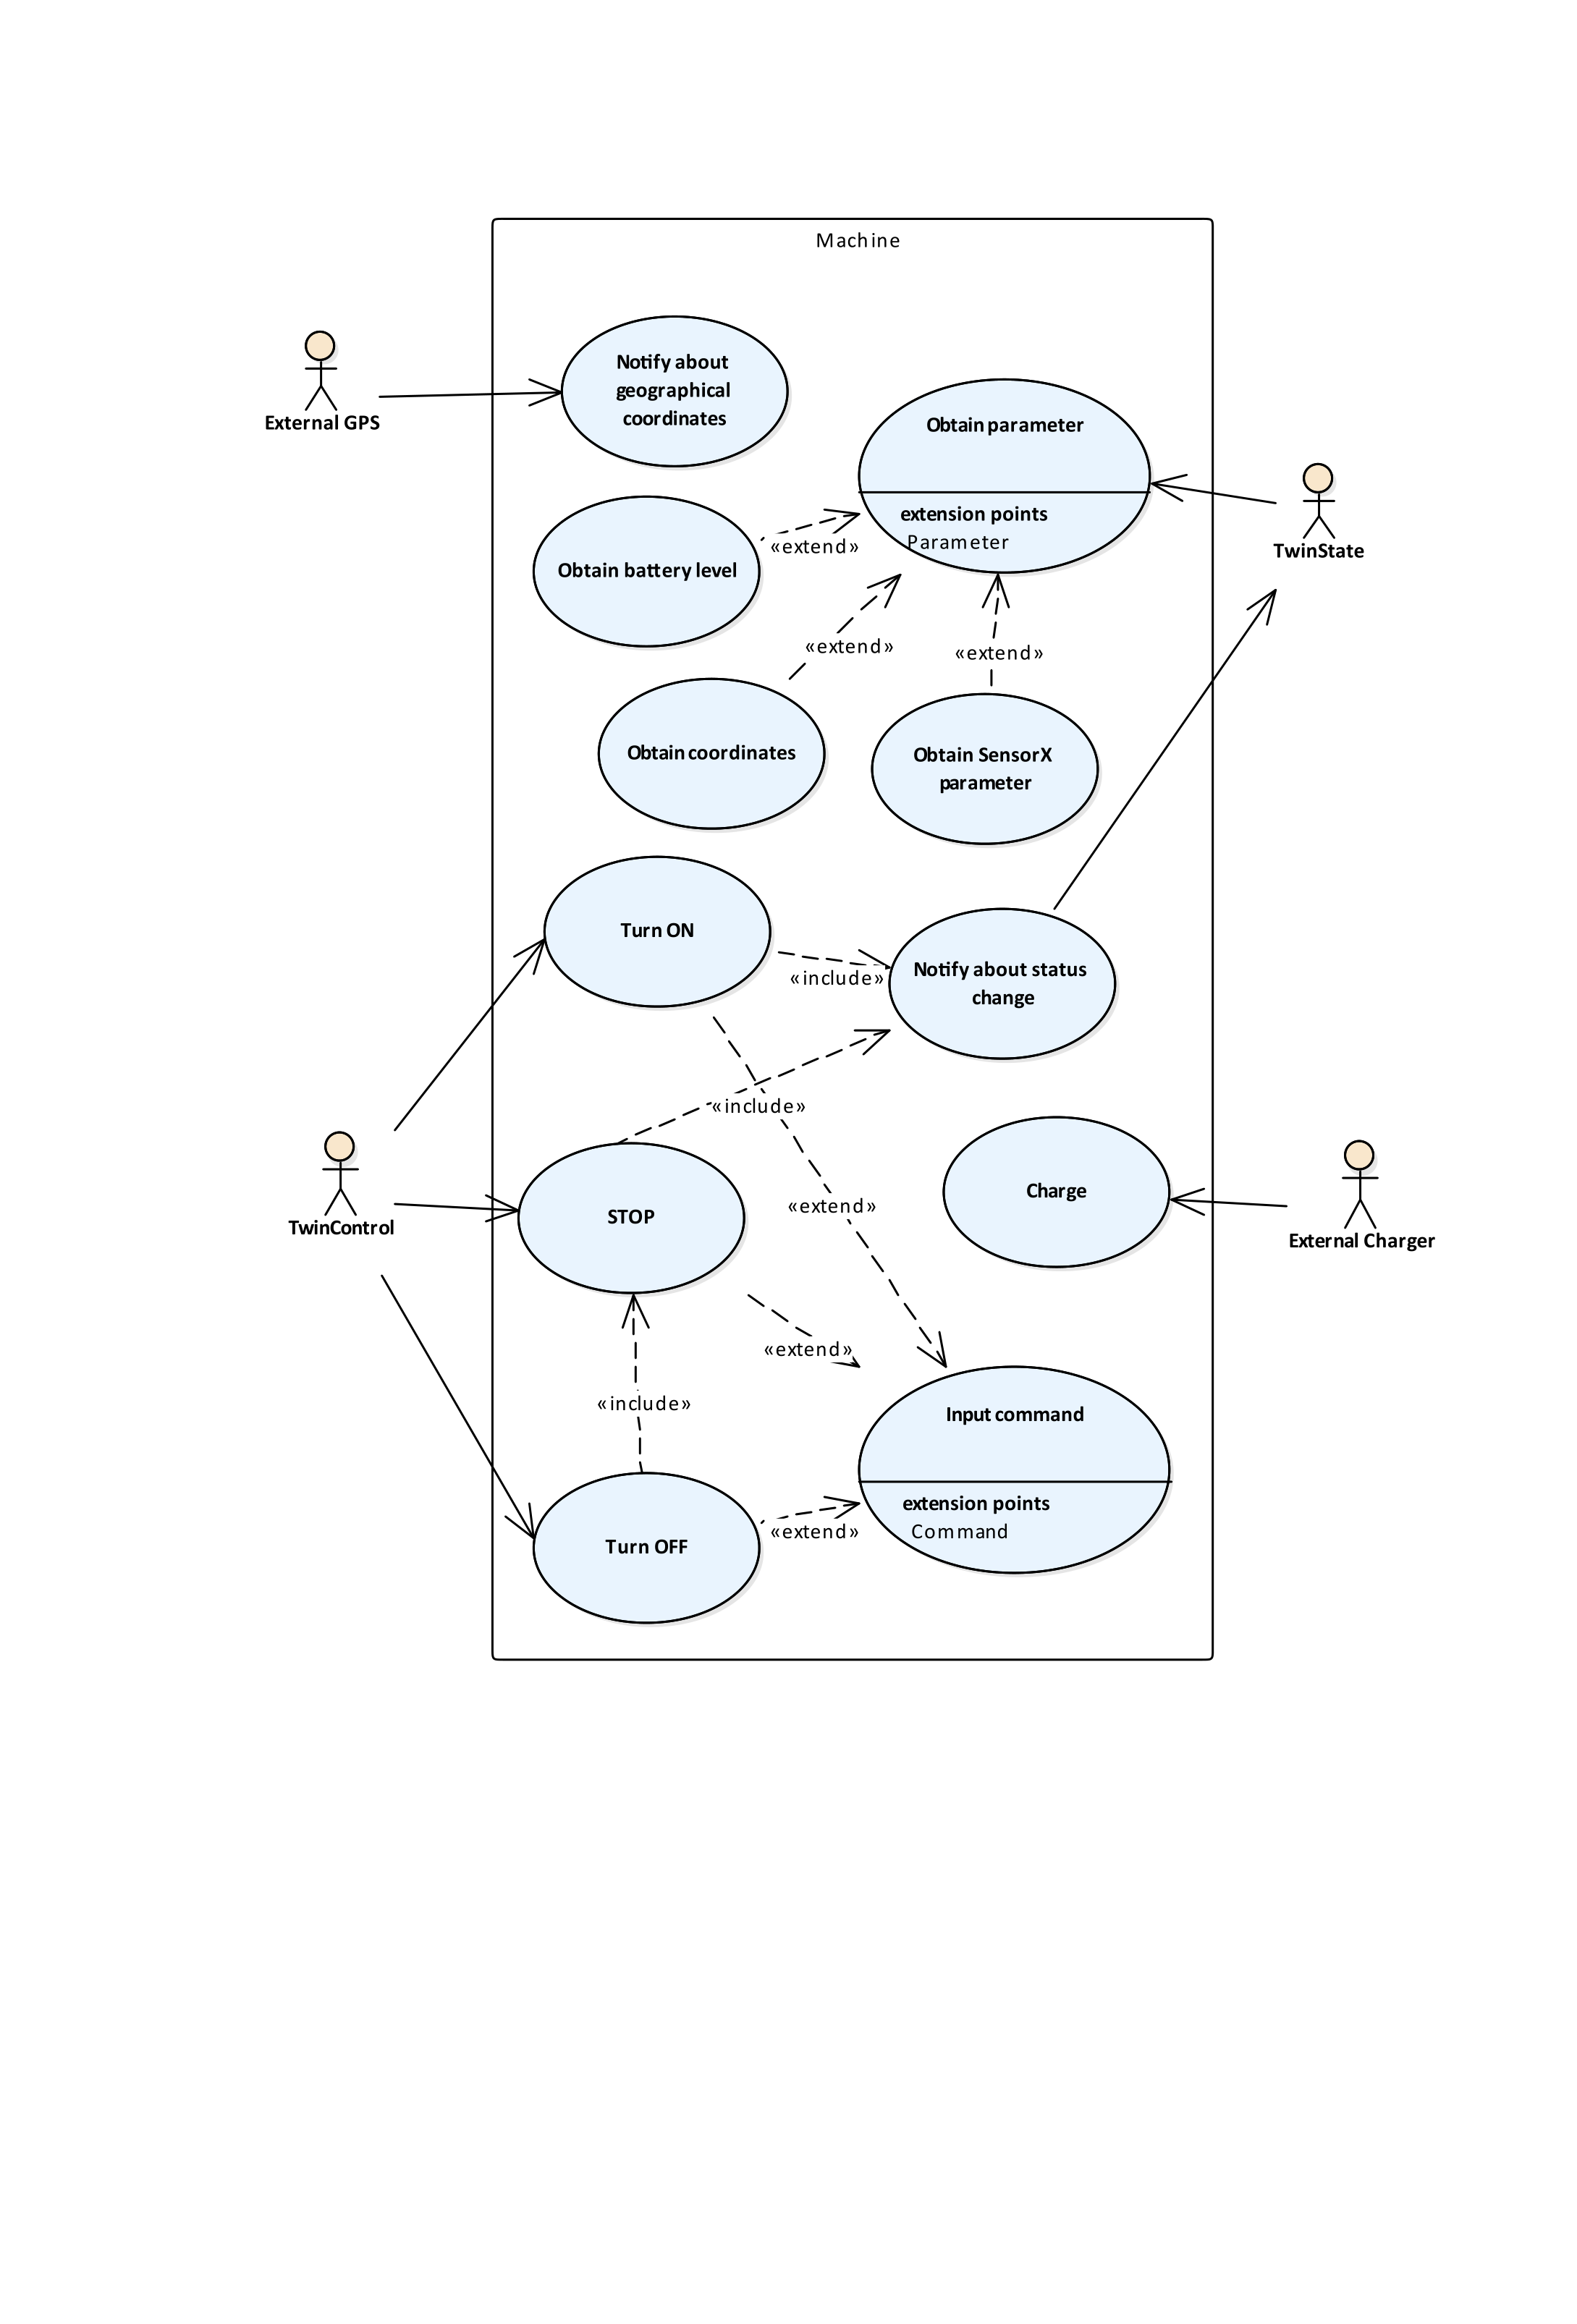 Machine
Notify about
geographical
coordinates
External GPS
Obtain parameter
extension points
Parameter
TwinState
«extend»
Obtain battery level
«extend»
«extend»
Obtain coordinates
Obtain SensorX
parameter
Turn ON
«include»
Notify about status
change
«include»
TwinControl
STOP
«extend»
Charge
External Charger
«extend»
«include»
Input command
extension points
Command
«extend»
Turn OFF